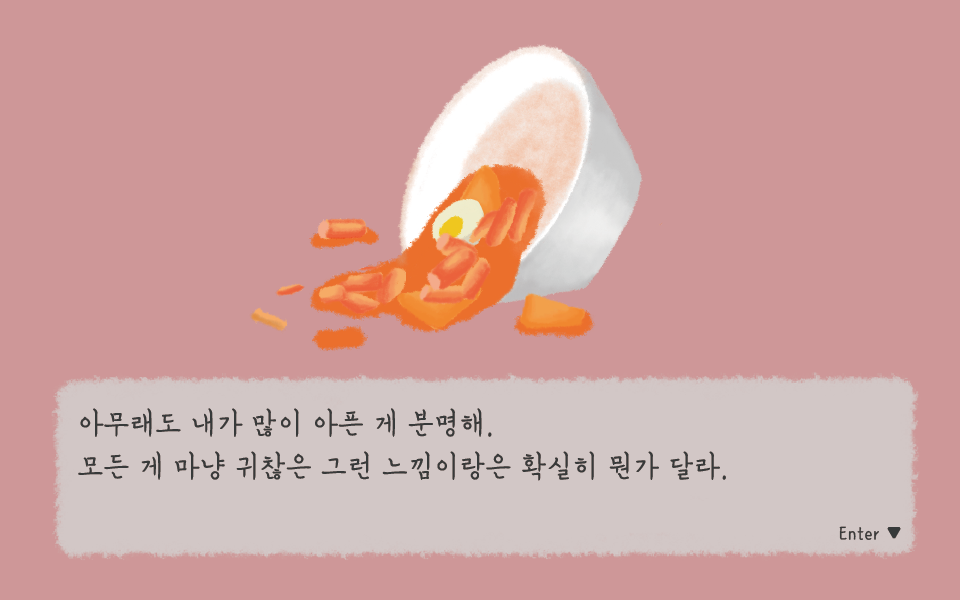 아무래도 내가 많이 아픈 게 분명해.
모든 게 마냥 귀찮은 그런 느낌이랑은 확실히 뭔가 달라.
Enter ▼